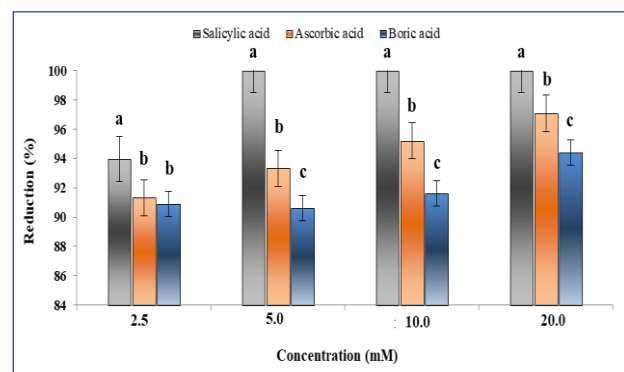 Salicylic acid Ascorbic acid Boric acid
a a a
100
98
96
94
92
90
88
86
84
Reduction (%)
a b b
b c
b c
b c
2.5 5.0 : 10.0 20.0
Concentration (mM)